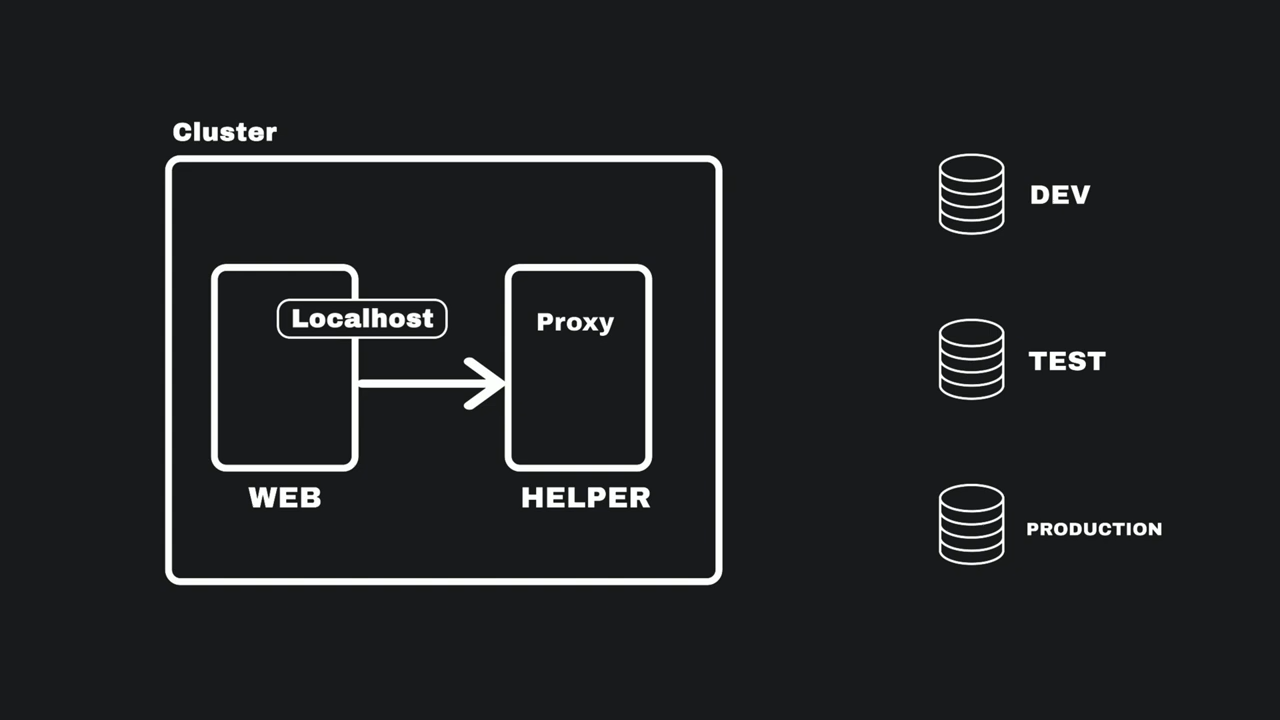 Cluster
Localhost
Proxy
WEB
HELPER
DEV
TEST
PRODUCTION